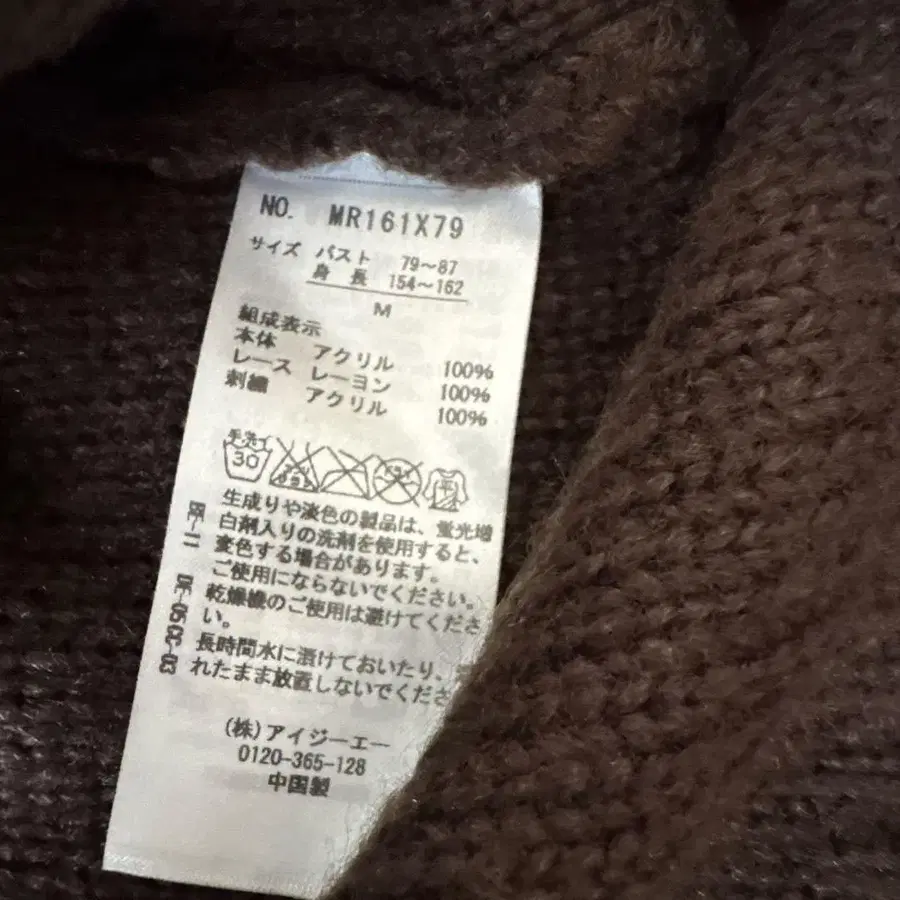 NO. MR161X79
サイズ バスト 79〜87
身長 154〜162
M
組成表示
本体 アクリル 100%
レース レーヨン 100%
刺繍 アクリル 100%
手洗イ
30
平
生成りや淡色の製品は、蛍光増
白剤入りの洗剤を使用すると、
変色する場合があります。
ご使用にならないでください。
乾燥機のご使用は避けてくださ
い。
長時間水に漬けておいたり、
れたまま放置しないでくださ
(株)アイジーエー
0120-365-128
中国製